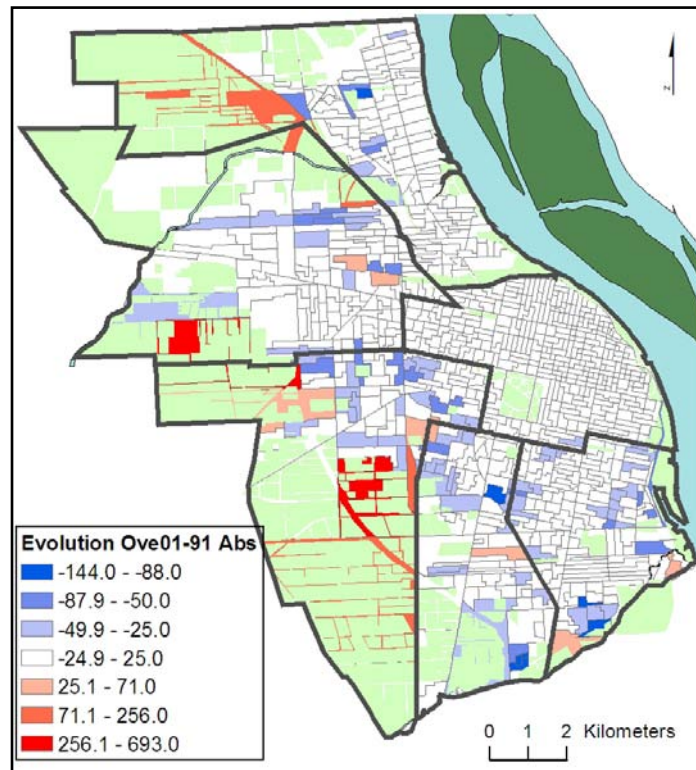 z
Evolution Ove01-91 Abs
-144.0 - -88.0
-87.9 - -50.0
-49.9 - -25.0
-24.9 - 25.0
25.1 - 71.0
71.1 - 256.0
256.1 - 693.0
0 1 2 Kilometers